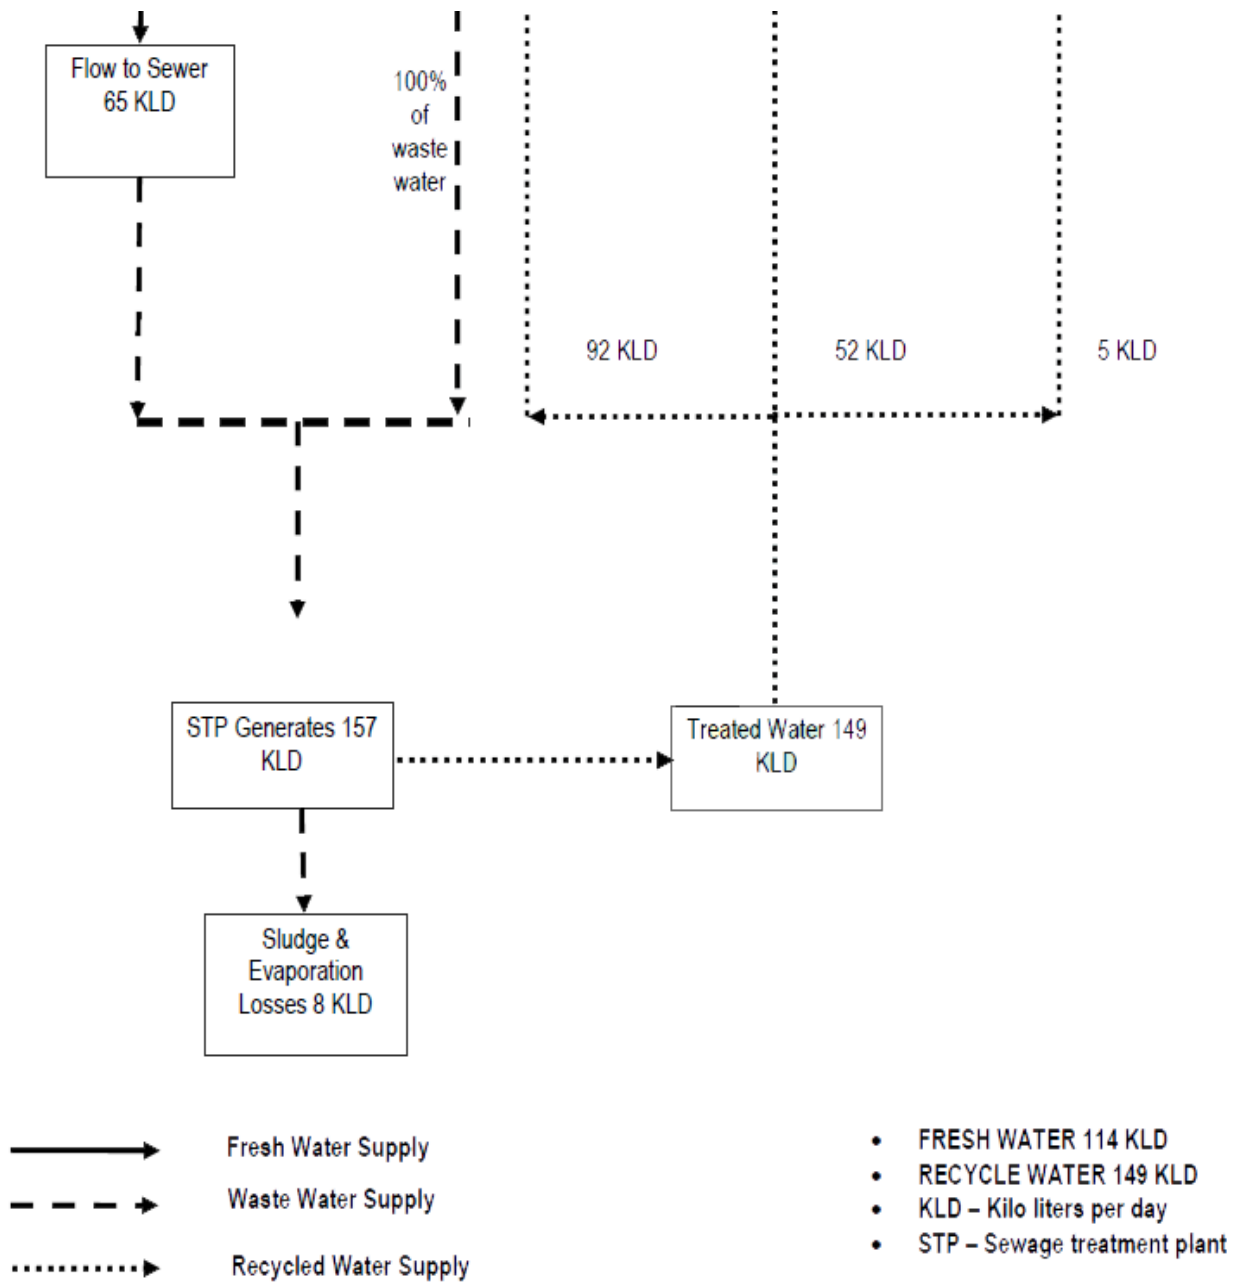 Flow to Sewer
65 KLD
100%
of
waste
water
92 KLD
52 KLD
5 KLD
STP Generates 157
KLD
Treated Water 149
KLD
Sludge &
Evaporation
Losses 8 KLD
Fresh Water Supply
Waste Water Supply
Recycled Water Supply
• FRESH WATER 114 KLD
• RECYCLE WATER 149 KLD
• KLD – Kilo liters per day
• STP – Sewage treatment plant